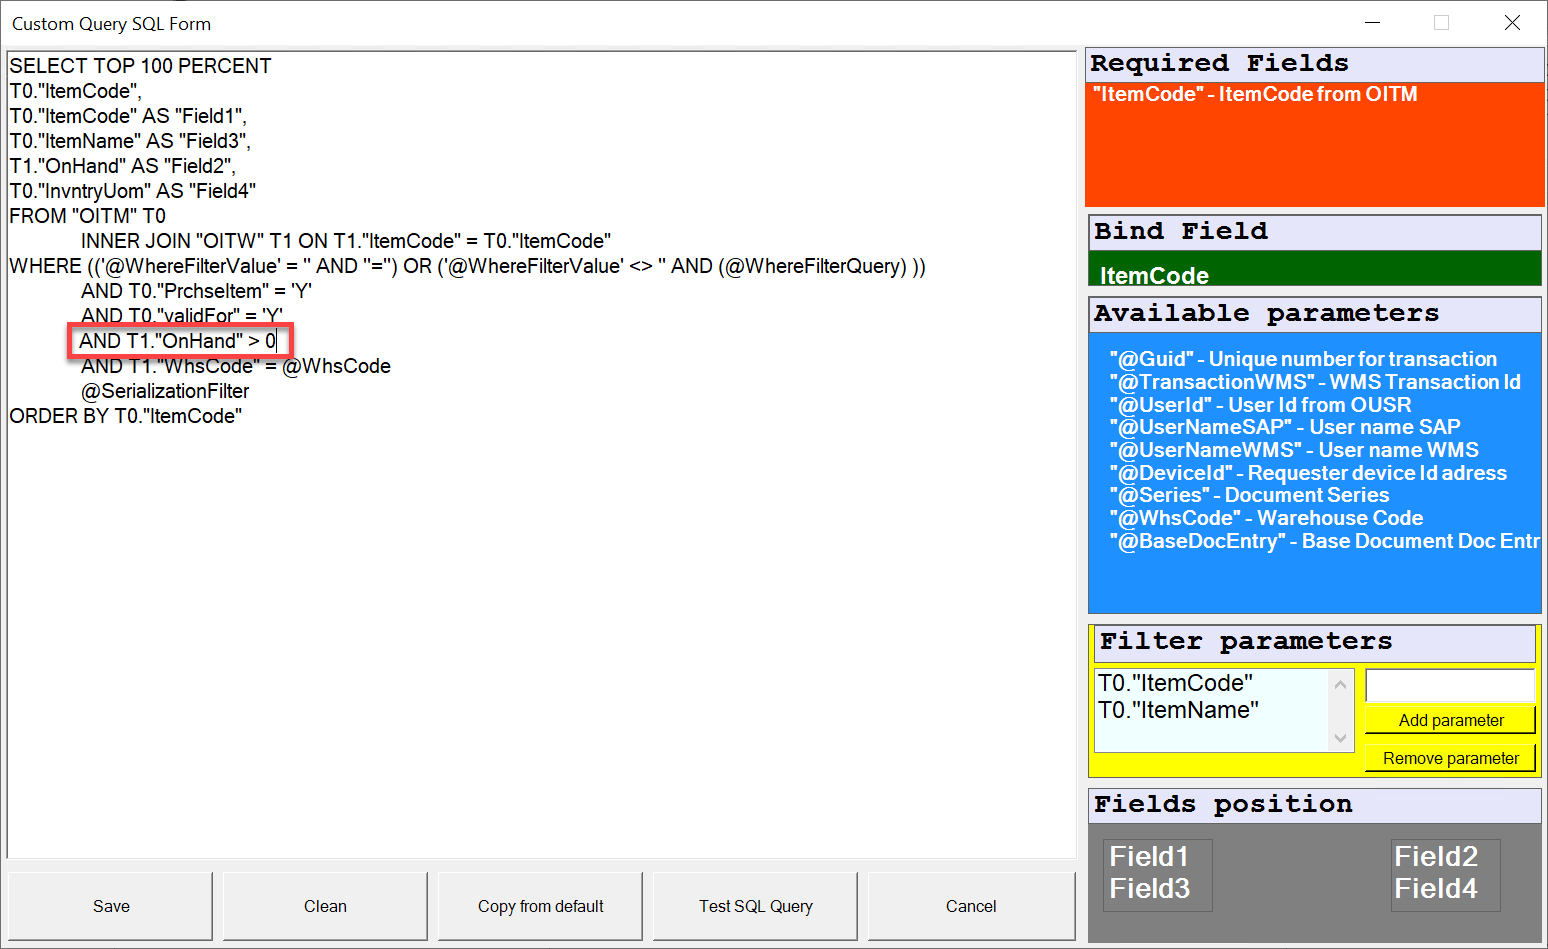 Custom Query SQL Form
SELECT TOP 100 PERCENT
T0."ItemCode",
T0."ItemCode" AS "Field1",
T0."ItemName" AS "Field3",
T1."OnHand" AS "Field2",
T0."InvntryUom" AS "Field4"
FROM "OITM" T0
INNER JOIN "OITW" T1 ON T1."ItemCode" = T0."ItemCode"
WHERE (('@WhereFilterValue' = '' AND ''='') OR ('@WhereFilterValue' <> '' AND (@WhereFilterQuery) ))
AND T0."PrchseItem" = 'Y'
AND T0."validFor" = 'Y'
AND T1."OnHand" > 0
AND T1."WhsCode" = @WhsCode
@SerializationFilter
ORDER BY T0."ItemCode"
Save
Clean
Copy from default
Test SQL Query
Cancel
Required Fields
"ItemCode" - ItemCode from OITM
Bind Field
ItemCode
Available parameters
"@Guid" - Unique number for transaction
"@TransactionWMS" - WMS Transaction Id
"@UserId" - User Id from OUSR
"@UserNameSAP" - User name SAP
"@UserNameWMS" - User name WMS
"@DeviceId" - Requester device Id adress
"@Series" - Document Series
"@WhsCode" - Warehouse Code
"@BaseDocEntry" - Base Document Doc Entr
Filter parameters
T0."ItemCode"
T0."ItemName"
Add parameter
Remove parameter
Fields position
Field1 Field2
Field3 Field4